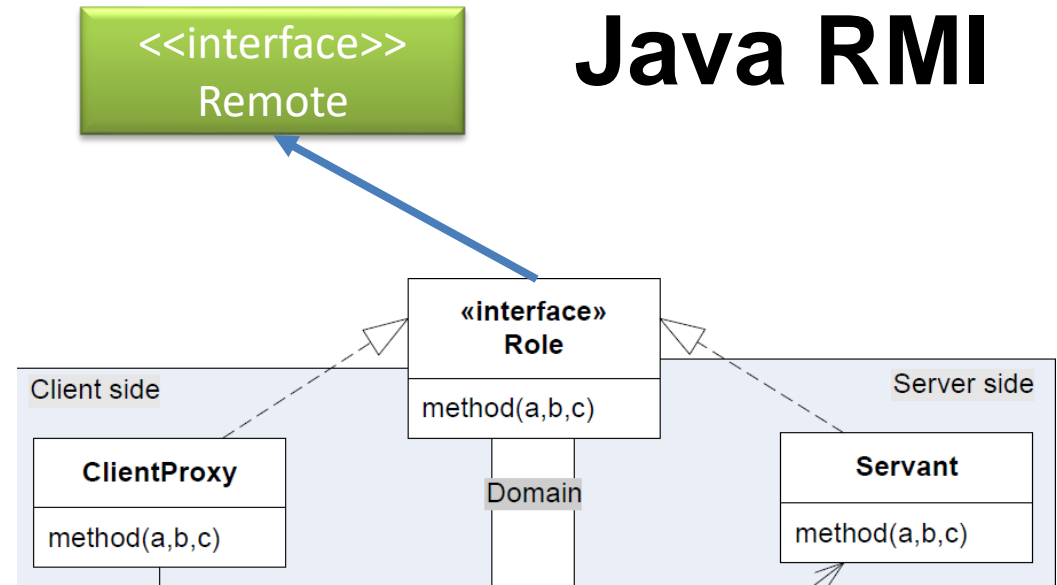 <<interface>>
Remote
Java RMI
«interface»
Role
method(a,b,c)
Client side
Server side
ClientProxy
method(a,b,c)
Domain
Servant
method(a,b,c)